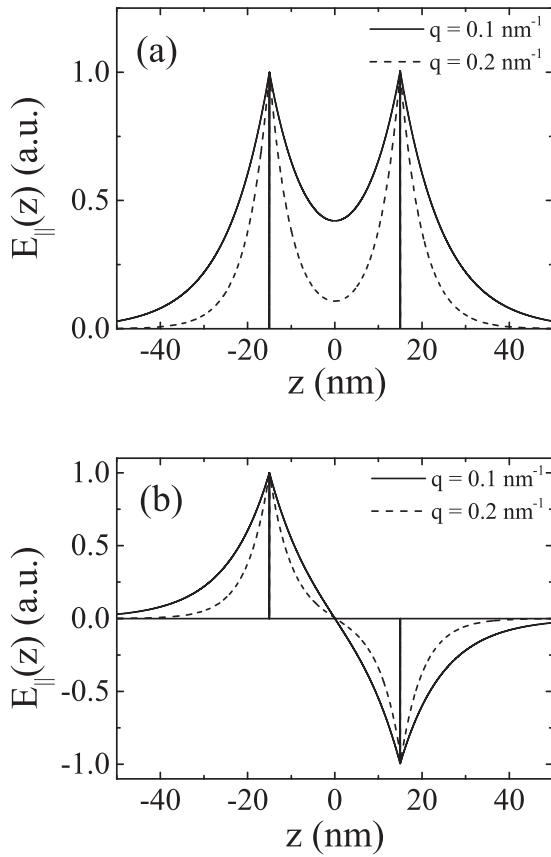 (a)
q = 0.1 nm⁻¹
q = 0.2 nm⁻¹
1.0
0.5
0.0
E∥(z) (a.u.)
-40 -20 0 20 40
z (nm)
(b)
q = 0.1 nm⁻¹
q = 0.2 nm⁻¹
1.0
0.5
0.0
-0.5
-1.0
E∥(z) (a.u.)
-40 -20 0 20 40
z (nm)